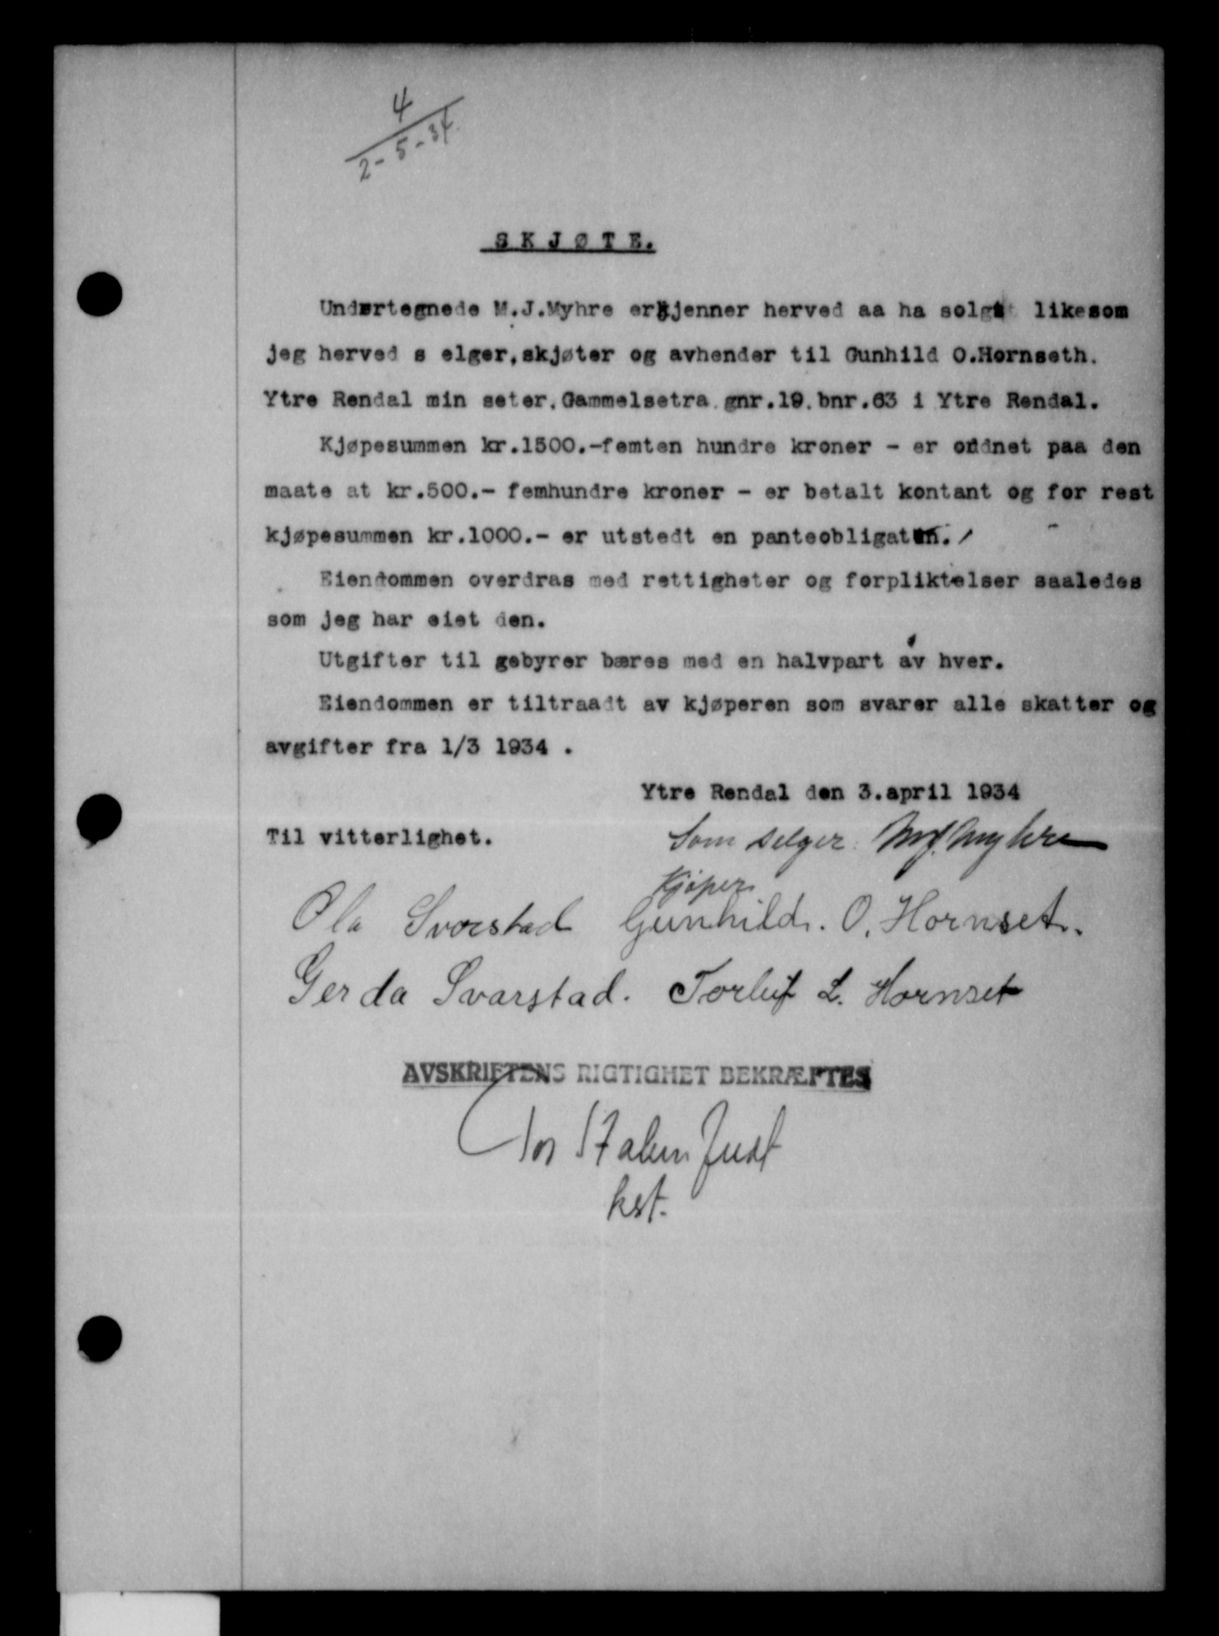 4
2-5-34
SKJØTE.
Undertegnede M.J.Myhre erkjenner herved aa ha solgt likesom
jeg herved s elger,skjøter og avhender til Gunhild O.Hornseth.
Ytre Rendal min seter,Gammelsetra gnr.19.bnr.63 i Ytre Rendal.
Kjøpesummen kr.1500.-femten hundre kroner - er ordnet paa den
maate at kr.500.- femhundre kroner - er betalt kontant og for rest
kjøpesummen kr.1000.- er utstedt en panteobligation.
Eiendommen overdras med rettigheter og forpliktelser saaledes
som jeg har eiet den.
Utgifter til gebyrer bæres med en halvpart av hver.
Eiendommen er tiltraadt av kjøperen som svarer alle skatter og
avgifter fra 1/3 1934 .
Ytre Rendal den 3.april 1934
Til vitterlighet.
Som selger: M.J. Myhre
Kjøper
Ola Svorstad Gunhild. O. Hornset.
Gerda Svarstad. Torleif L. Hornset
AVSKRIFTENS RIGTIGHET BEKRÆFTES
kst.